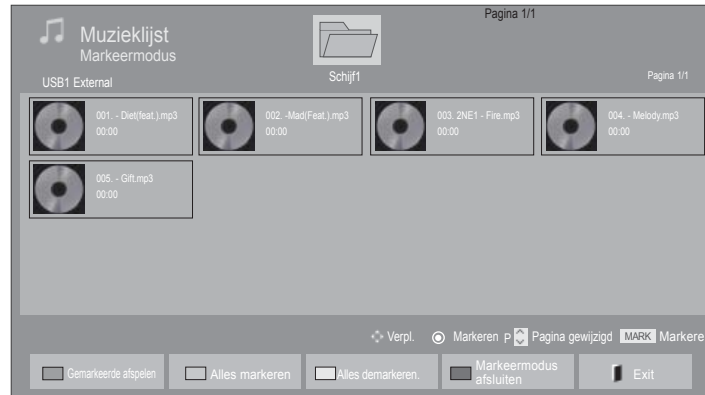 Pagina 1/1
Muzieklijst
Markeermodus
USB1 External
Schijf1
Pagina 1/1
001. - Diet(feat.).mp3
00:00
002. -Mad(Feat.).mp3
00:00
003. 2NE1 - Fire.mp3
00:00
004. - Melody.mp3
00:00
005. - Gift.mp3
00:00
Verpl. Markeren P Pagina gewijzigd MARK Markere
Gemarkeerde afspelen
Alles markeren
Alles demarkeren.
Markeermodus
afsluiten
Exit